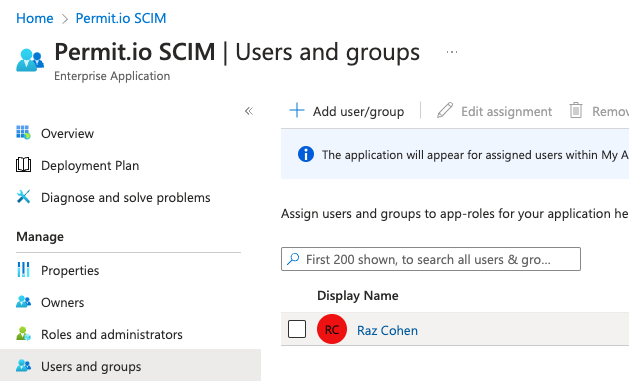 Home > Permit.io SCIM
Permit.io SCIM | Users and groups ...
Enterprise Application
«
Add user/group
Edit assignment
Remov
Overview
Deployment Plan
Diagnose and solve problems
The application will appear for assigned users within My A
Assign users and groups to app-roles for your application he
Manage
Properties
Owners
Roles and administrators
Users and groups
First 200 shown, to search all users & gro...
Display Name
RC Raz Cohen